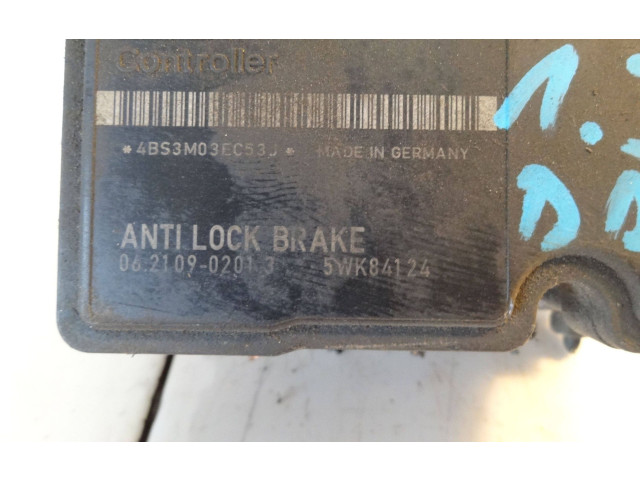 Controller
*4BS3M03EC53J* MADE IN GERMANY
ANTI LOCK BRAKE
06.2109-0201.3 5WK84124